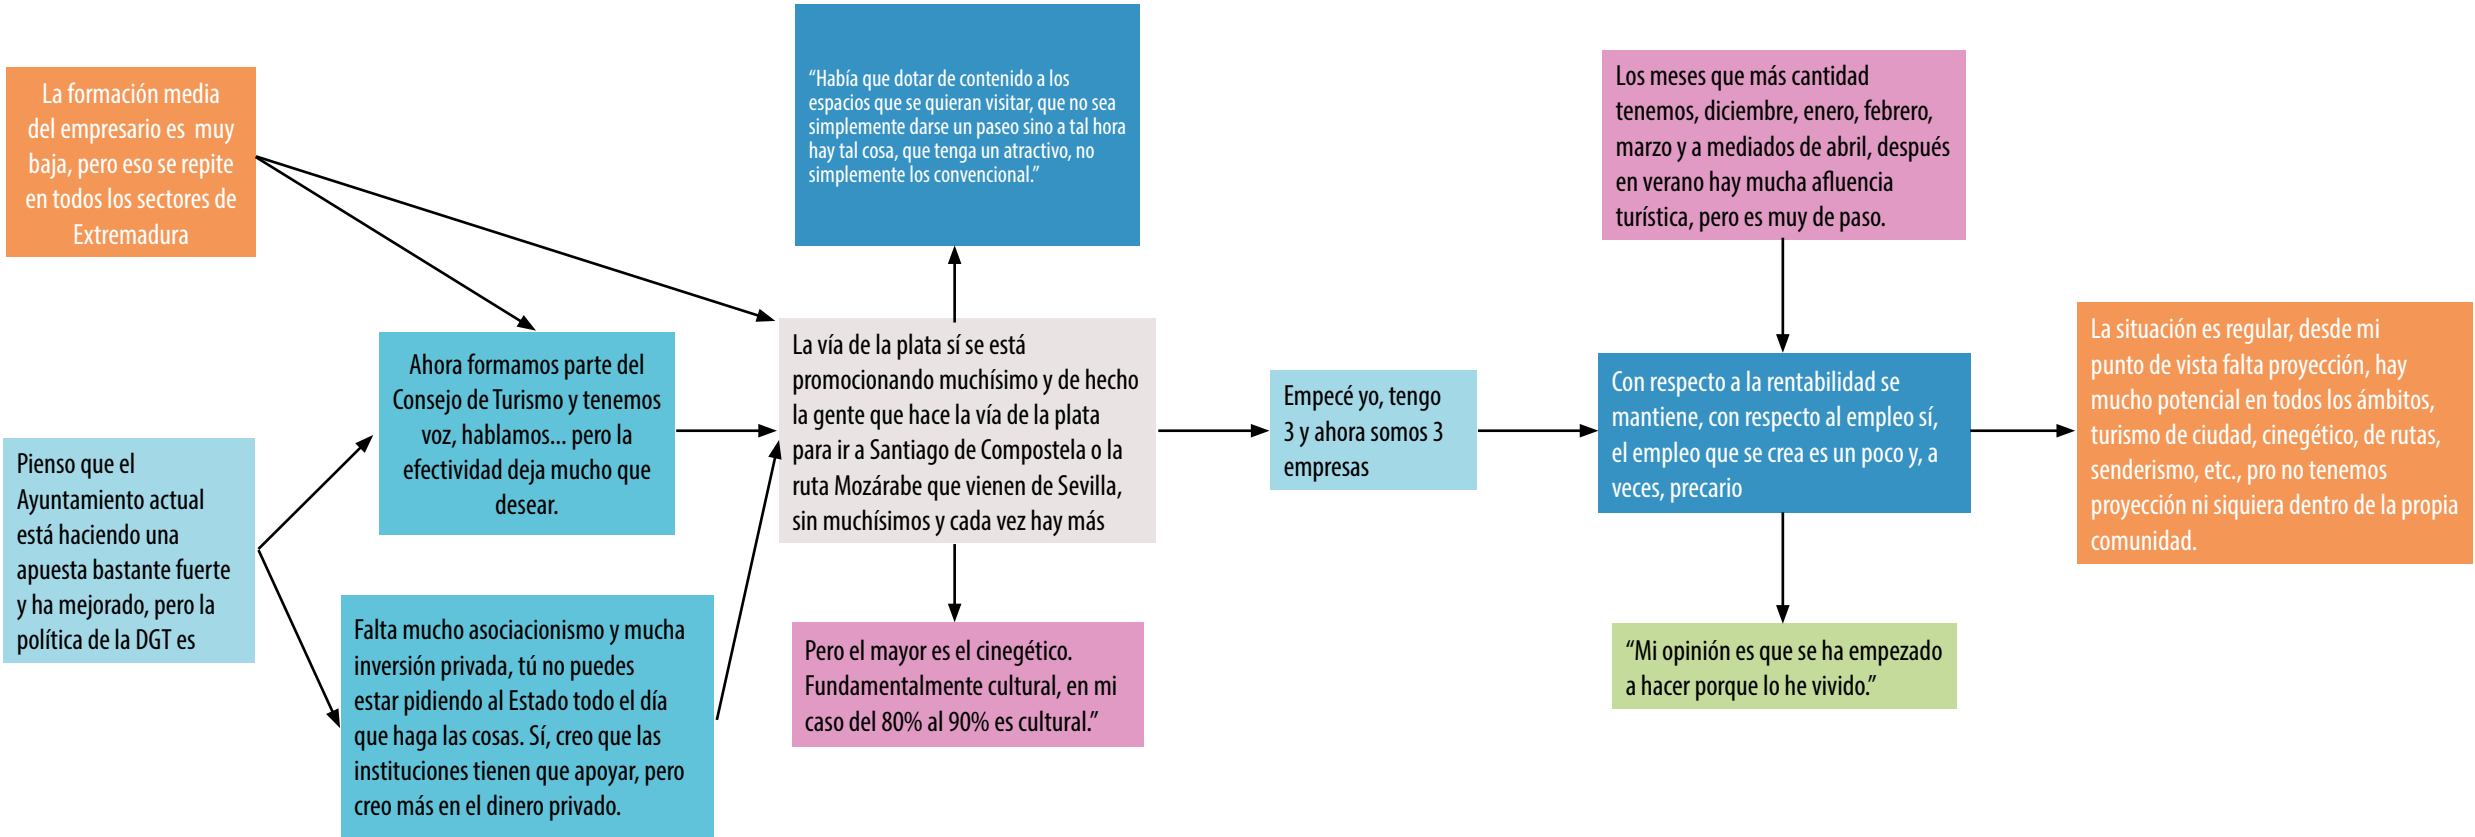 La formación media
del empresario es muy
baja, pero eso se repite
en todos los sectores de
Extremadura
Pienso que el
Ayuntamiento actual
está haciendo una
apuesta bastante fuerte
y ha mejorado, pero la
política de la DGT es
Ahora formamos parte del
Consejo de Turismo y tenemos
voz, hablamos... pero la
efectividad deja mucho que
desear.
Falta mucho asociacionismo y mucha
inversión privada, tú no puedes
estar pidiendo al Estado todo el día
que haga las cosas. Sí, creo que las
instituciones tienen que apoyar, pero
creo más en el dinero privado.
“Había que dotar de contenido a los
espacios que se quieran visitar, que no sea
simplemente darse un paseo sino a tal hora
hay tal cosa, que tenga un atractivo, no
simplemente los convencional.”
La vía de la plata sí se está
promocionando muchísimo y de hecho
la gente que hace la vía de la plata
para ir a Santiago de Compostela o la
ruta Mozárabe que vienen de Sevilla,
sin muchísimos y cada vez hay más
Pero el mayor es el cinegético.
Fundamentalmente cultural, en mi
caso del 80% al 90% es cultural.”
Empecé yo, tengo
3 y ahora somos 3
empresas
Los meses que más cantidad
tenemos, diciembre, enero, febrero,
marzo y a mediados de abril, después
en verano hay mucha afluencia
turística, pero es muy de paso.
Con respecto a la rentabilidad se
mantiene, con respecto al empleo sí,
el empleo que se crea es un poco y, a
veces, precario
“Mi opinión es que se ha empezado
a hacer porque lo he vivido.”
La situación es regular, desde mi
punto de vista falta proyección, hay
mucho potencial en todos los ámbitos,
turismo de ciudad, cinegético, de rutas,
senderismo, etc., pro no tenemos
proyección ni siquiera dentro de la propia
comunidad.